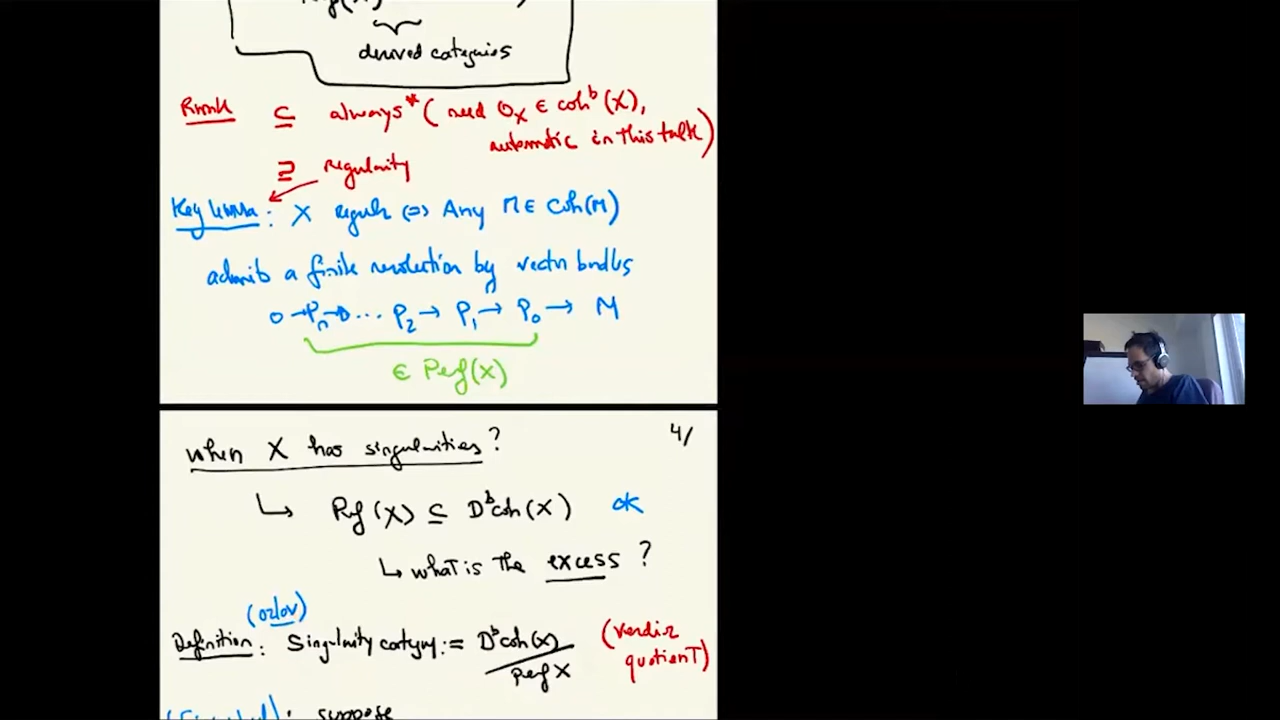 Perf(X)
derived categories
Rmk ⊆ always* (need O_X ∈ coh^b(X),
automatic in this talk)
⊇ regularity
Key lemma: X regular ⇔ Any M ∈ Coh(M)
admits a finite resolution by vector bundles
0 → P_n → ... P_2 → P_1 → P_0 → M
∈ Perf(X)
4/
when X has singularities?
↳ Perf(X) ⊆ D^b coh(X) ok
↳ what is the excess?
(Orlov)
Definition: Singularity category := D^b coh(X) / Perf X (Verdier
quotient)
suppose